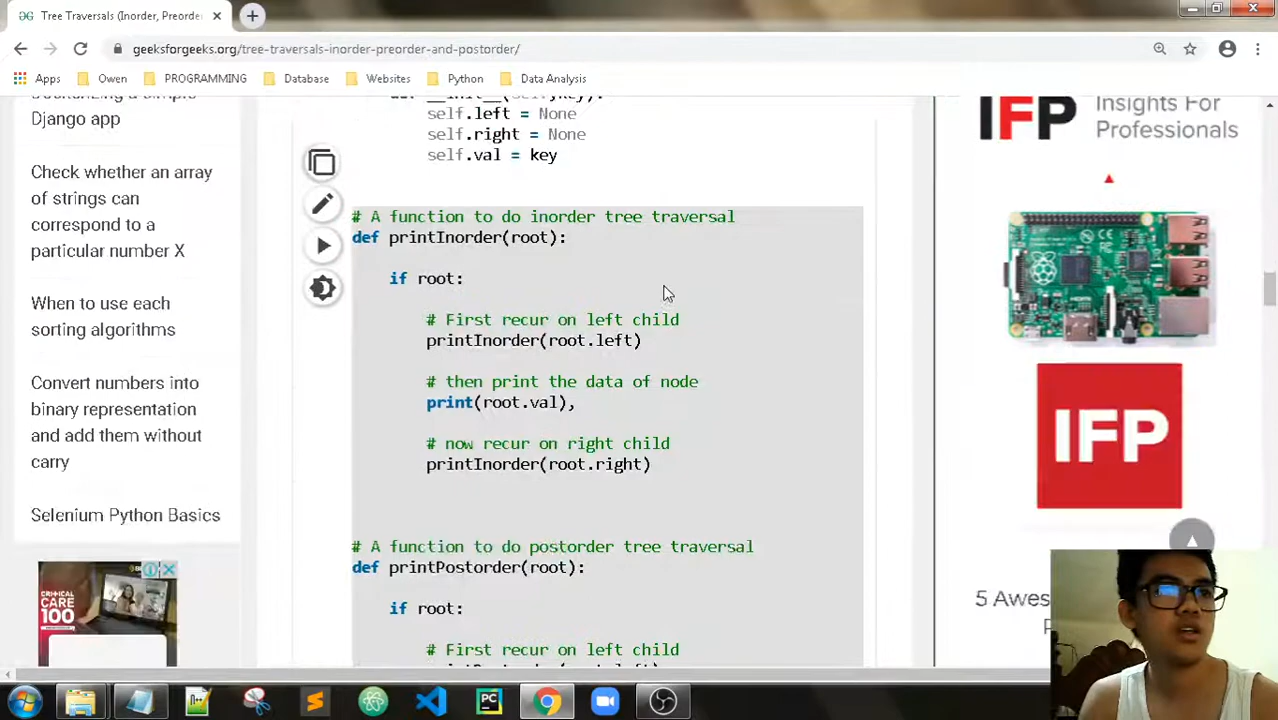 Tree Traversals (Inorder, Preorder
geeksforgeeks.org/tree-traversals-inorder-preorder-and-postorder/
Apps
Owen
PROGRAMMING
Database
Websites
Python
Data Analysis
Django app
Check whether an array
of strings can
correspond to a
particular number X
When to use each
sorting algorithms
Convert numbers into
binary representation
and add them without
carry
Selenium Python Basics
CRITICAL
CARE
100
self.left = None
self.right = None
self.val = key
# A function to do inorder tree traversal
def printInorder(root):
if root:
# First recur on left child
printInorder(root.left)
# then print the data of node
print(root.val),
# now recur on right child
printInorder(root.right)
# A function to do postorder tree traversal
def printPostorder(root):
if root:
# First recur on left child
IFP
Insights For
Professionals
IFP
5 Awes
PC